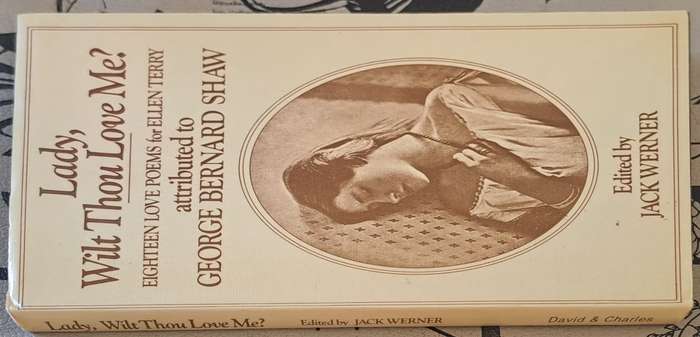 Lady,
Wilt Thou Love Me?
EIGHTEEN LOVE POEMS for ELLEN TERRY
attributed to
GEORGE BERNARD SHAW
Edited by
JACK WERNER
Lady, Wilt Thou Love Me? Edited by JACK WERNER David & Charles